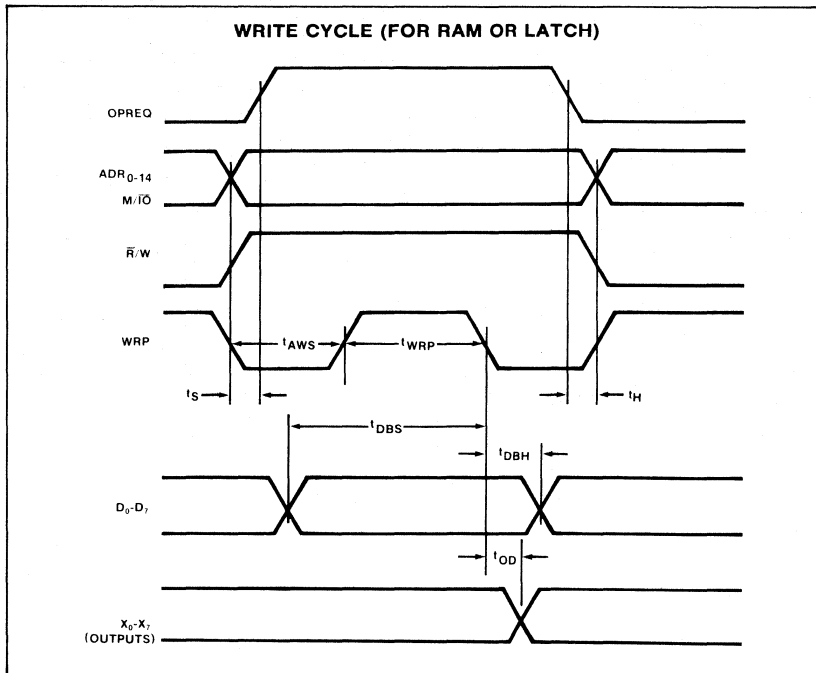 WRITE CYCLE (FOR RAM OR LATCH)
OPREQ
ADR0-14
M/I̅O̅
R̅/W
WRP
tAWS
tWRP
tS
tH
tDBS
tDBH
D0-D7
tOD
X0-X7
(OUTPUTS)